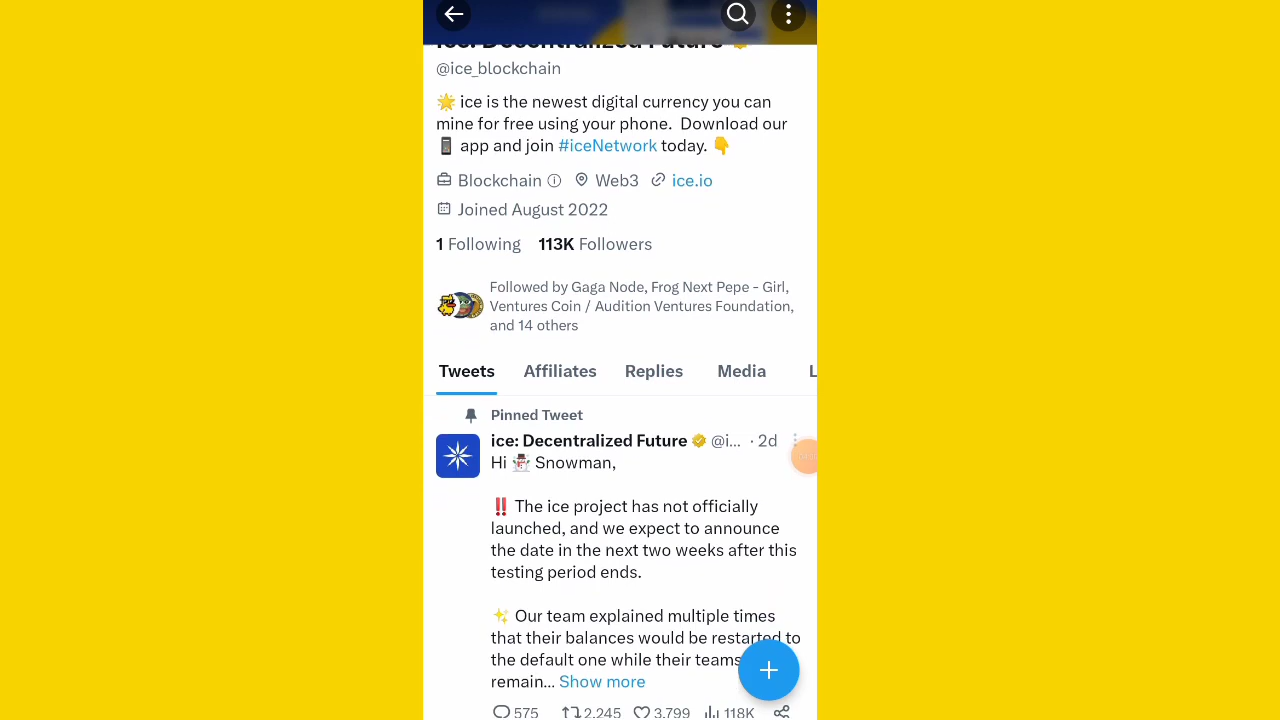 ice: Decentralized Future
@ice_blockchain
🌟 ice is the newest digital currency you can
mine for free using your phone. Download our
📱 app and join #iceNetwork today. 👇
Blockchain Web3 ice.io
Joined August 2022
1 Following 113K Followers
Followed by Gaga Node, Frog Next Pepe - Girl,
Ventures Coin / Audition Ventures Foundation,
and 14 others
Tweets Affiliates Replies Media L
Pinned Tweet
ice: Decentralized Future @i... · 2d
Hi ☃️ Snowman,
‼️ The ice project has not officially
launched, and we expect to announce
the date in the next two weeks after this
testing period ends.
✨ Our team explained multiple times
that their balances would be restarted to
the default one while their teams
remain... Show more
575 2,245 3,799 118K